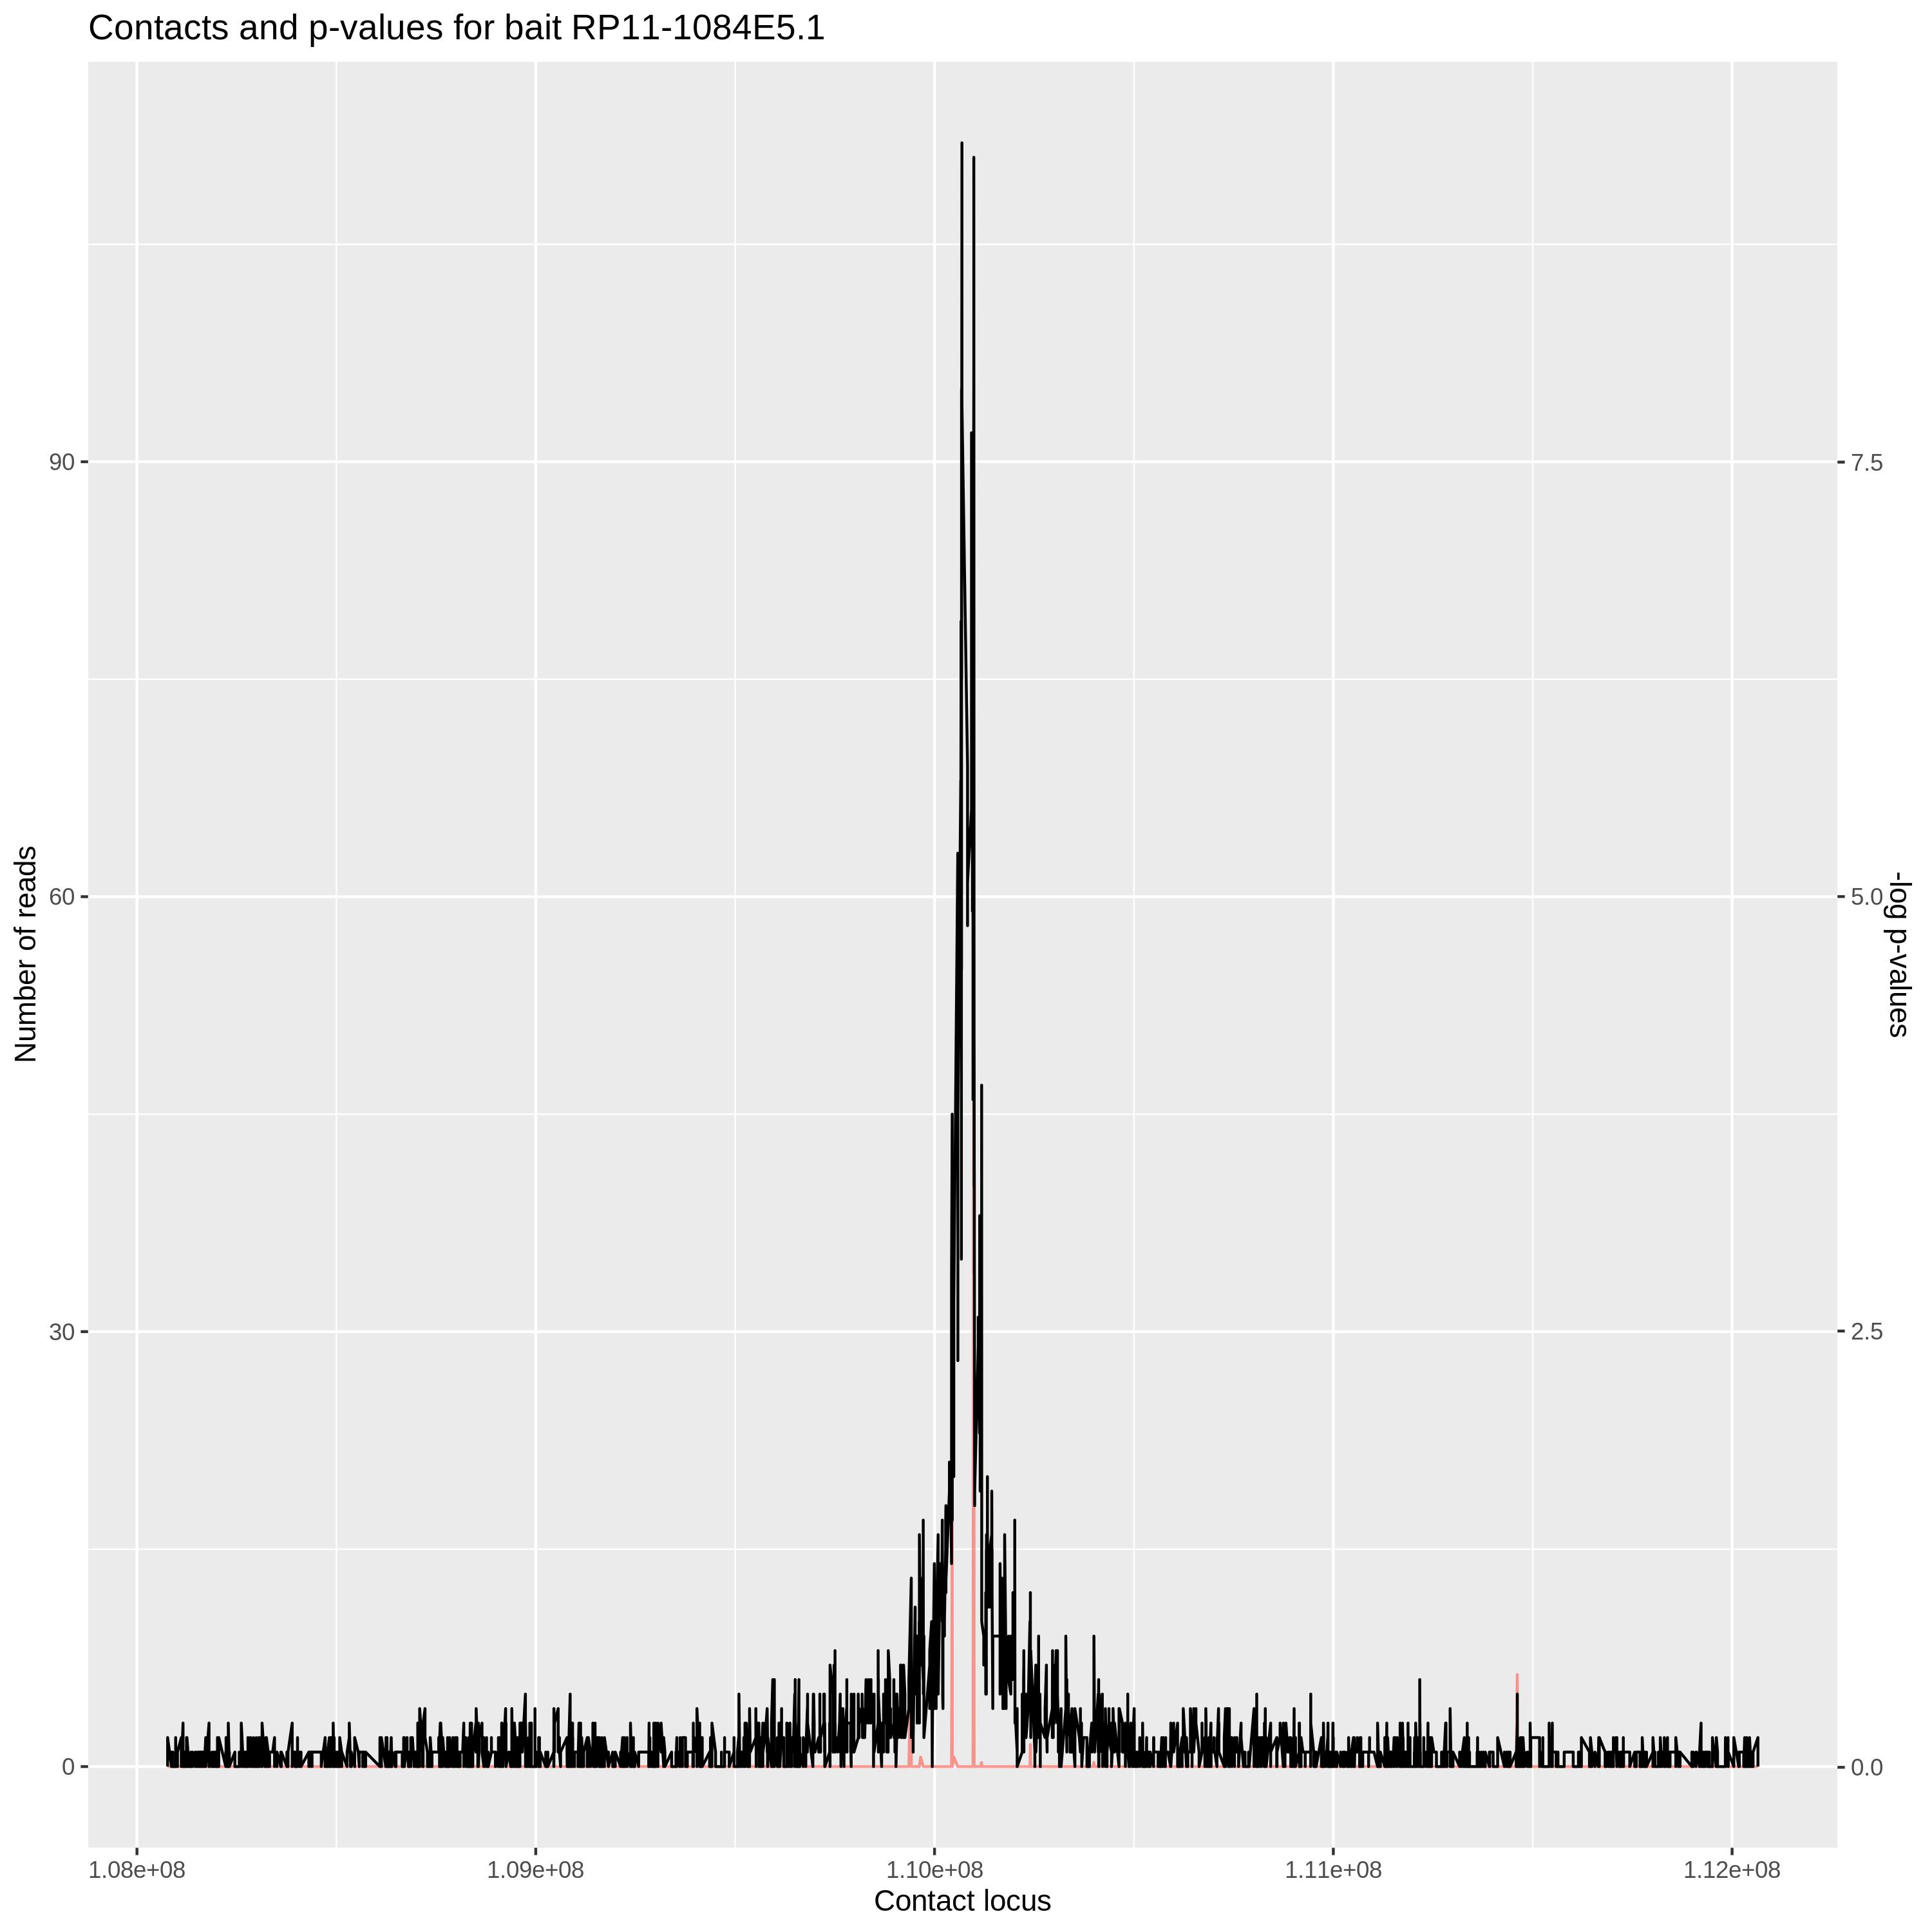 Contacts and p-values for bait RP11-1084E5.1
90
60
30
0
Number of reads
7.5
5.0
2.5
0.0
-log p-values
1.08e+08
1.09e+08
1.10e+08
1.11e+08
1.12e+08
Contact locus